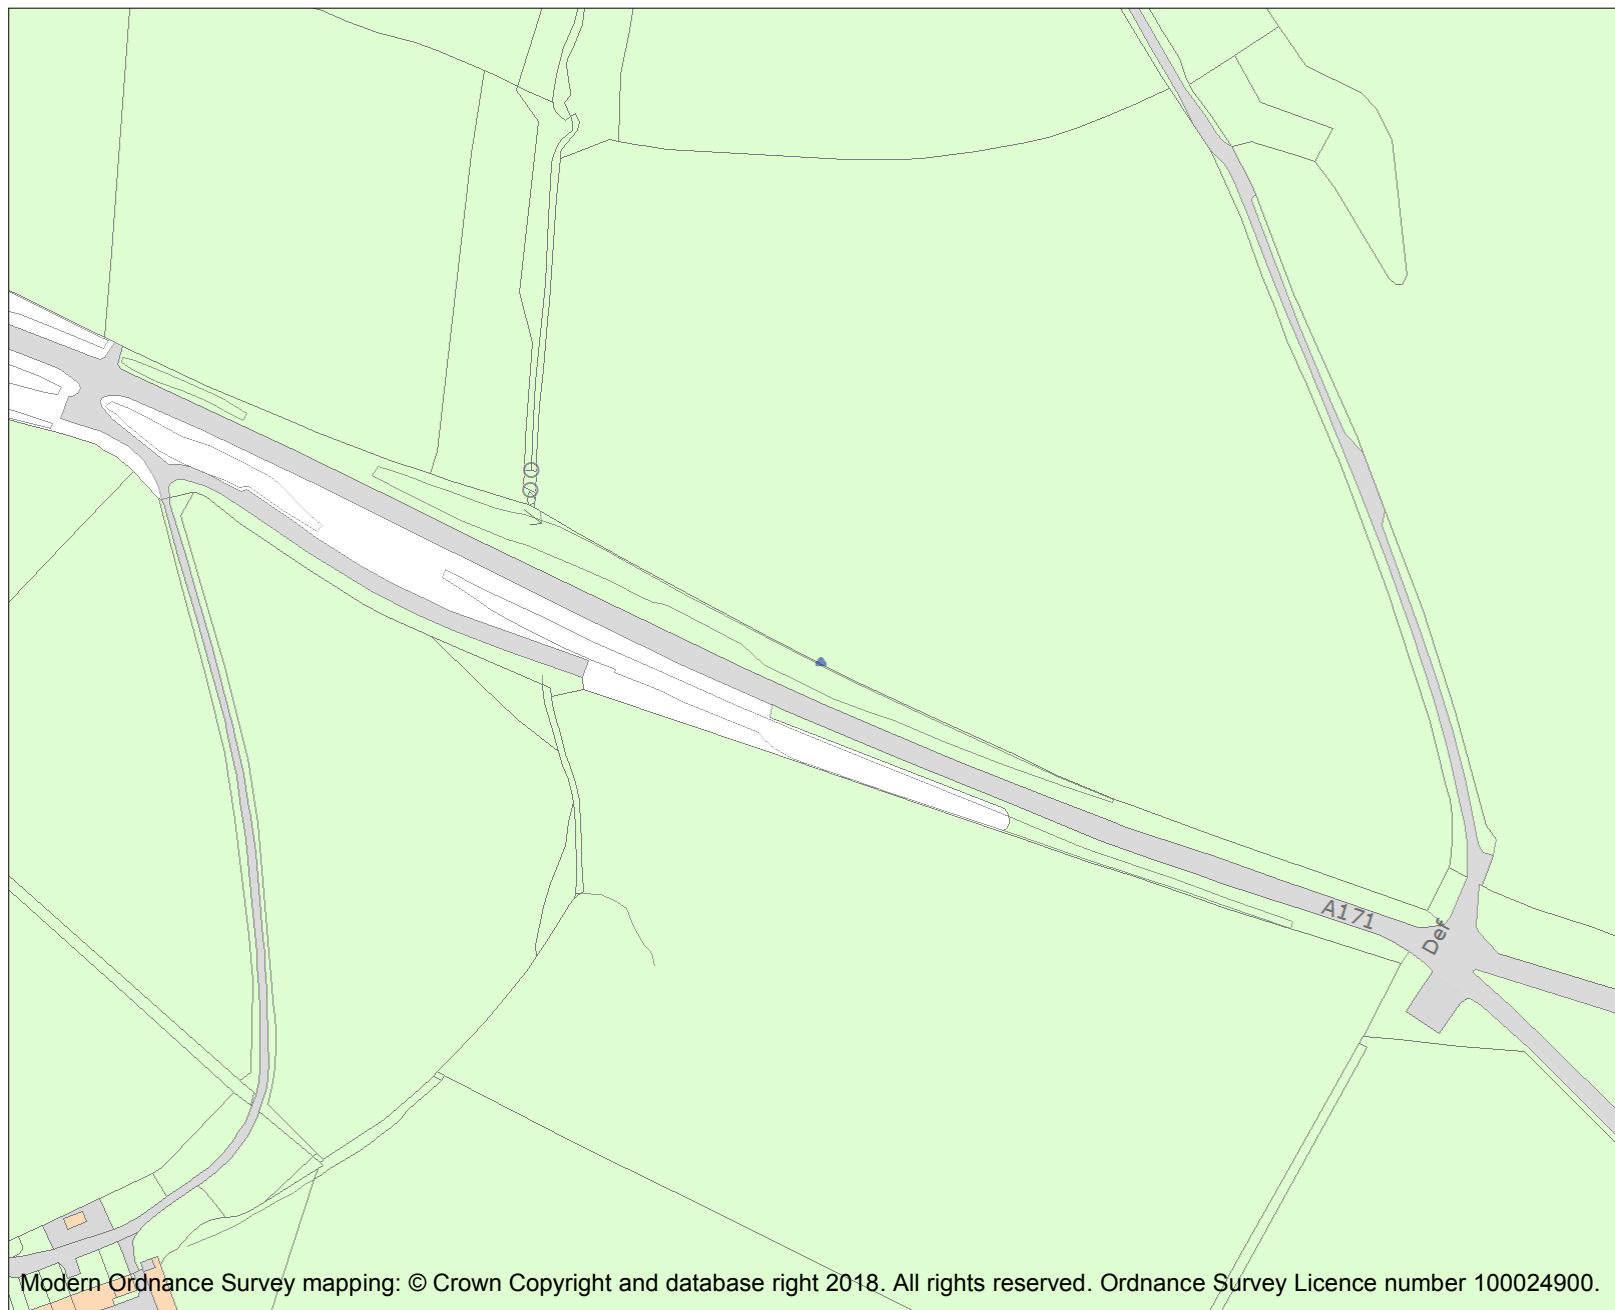 A171
Def
Modern Ordnance Survey mapping: © Crown Copyright and database right 2018. All rights reserved. Ordnance Survey Licence number 100024900.